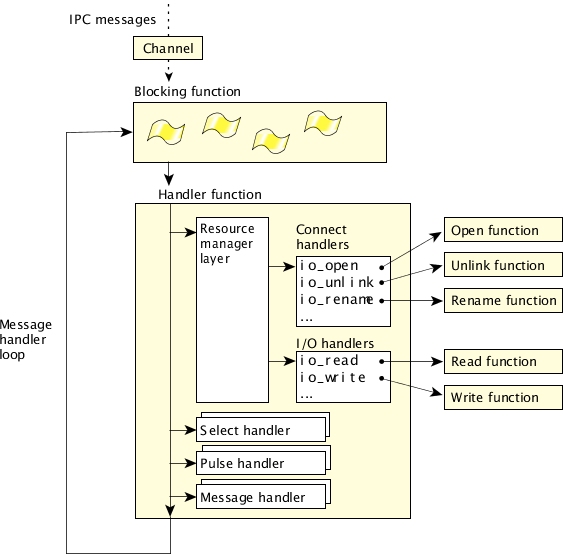 IPC messages
Channel
Blocking function
Handler function
Resource
manager
layer
Connect
handlers
io_open
io_unlink
io_rename
...
I/O handlers
io_read
io_write
...
Open function
Unlink function
Rename function
Read function
Write function
Message
handler
loop
Select handler
Pulse handler
Message handler